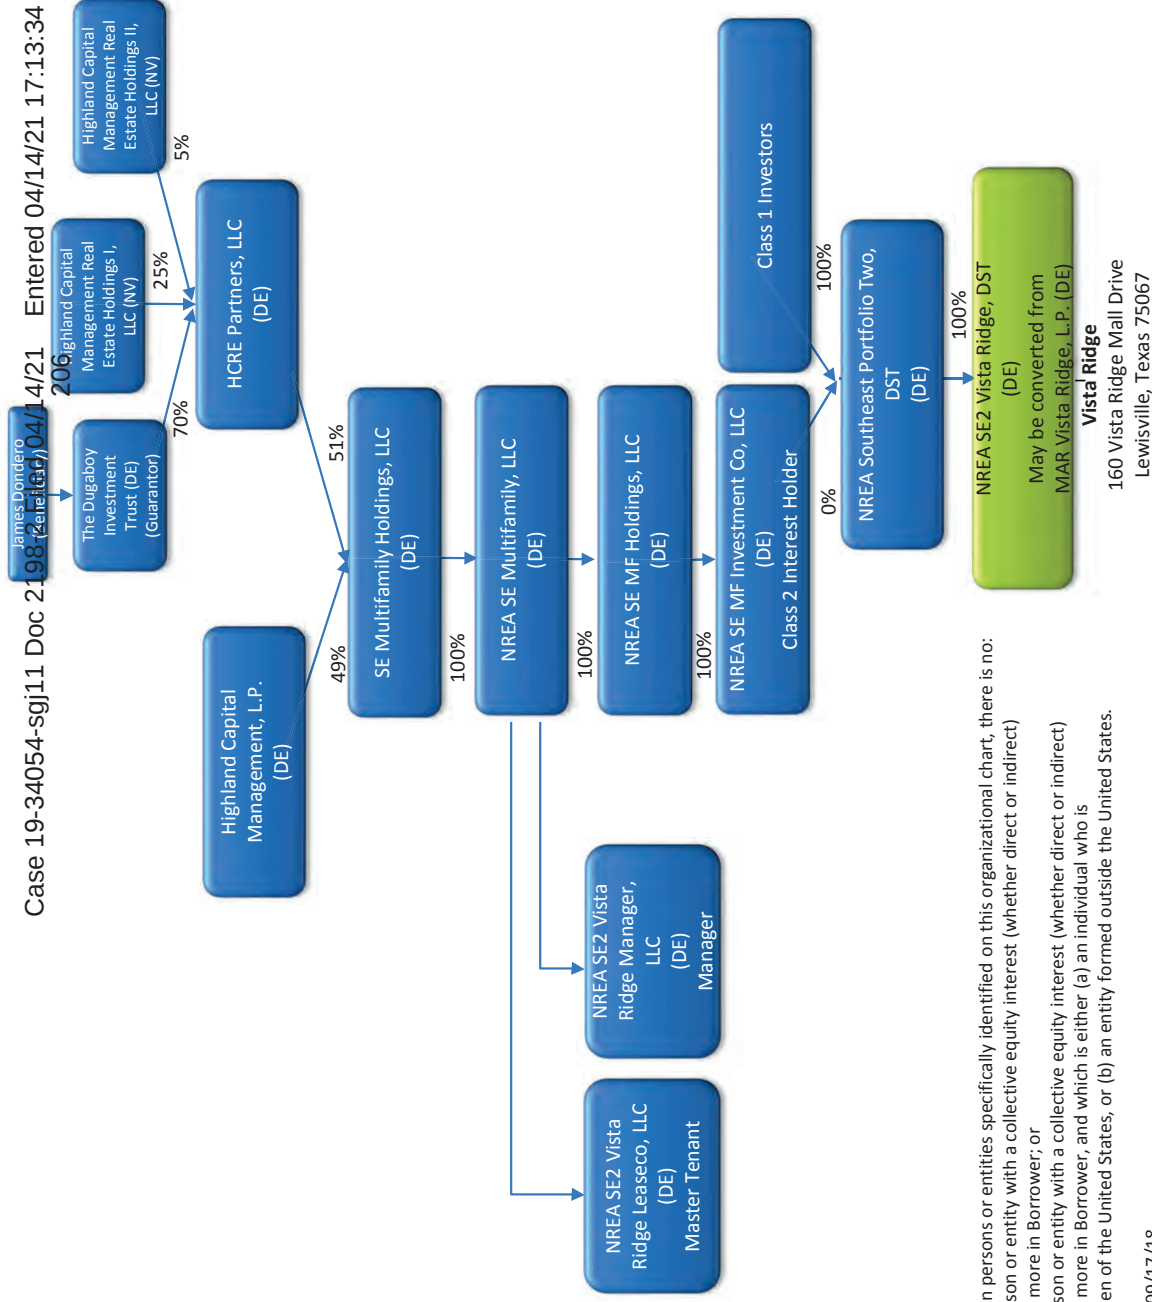 Case 19-34054-sgj11 Doc 2198-2 Filed 04/14/21 Entered 04/14/21 17:13:34
206
James Dondero
The Dugaboy
Investment
Trust (DE)
(Guarantor)
Highland Capital
Management Real
Estate Holdings I,
LLC (NV)
Highland Capital
Management Real
Estate Holdings II,
LLC (NV)
70%
25%
5%
Highland Capital
Management, L.P.
(DE)
HCRE Partners, LLC
(DE)
49%
51%
SE Multifamily Holdings, LLC
(DE)
100%
NREA SE Multifamily, LLC
(DE)
100%
NREA SE2 Vista
Ridge Leaseco, LLC
(DE)
Master Tenant
NREA SE2 Vista
Ridge Manager,
LLC
(DE)
Manager
NREA SE MF Holdings, LLC
(DE)
100%
NREA SE MF Investment Co, LLC
(DE)
Class 2 Interest Holder
Class 1 Investors
0%
100%
NREA Southeast Portfolio Two,
DST
(DE)
100%
NREA SE2 Vista Ridge, DST
(DE)
May be converted from
MAR Vista Ridge, L.P. (DE)
Vista Ridge
160 Vista Ridge Mall Drive
Lewisville, Texas 75067
n persons or entities specifically identified on this organizational chart, there is no:
son or entity with a collective equity interest (whether direct or indirect)
more in Borrower; or
son or entity with a collective equity interest (whether direct or indirect)
more in Borrower, and which is either (a) an individual who is
en of the United States, or (b) an entity formed outside the United States.
09/17/18